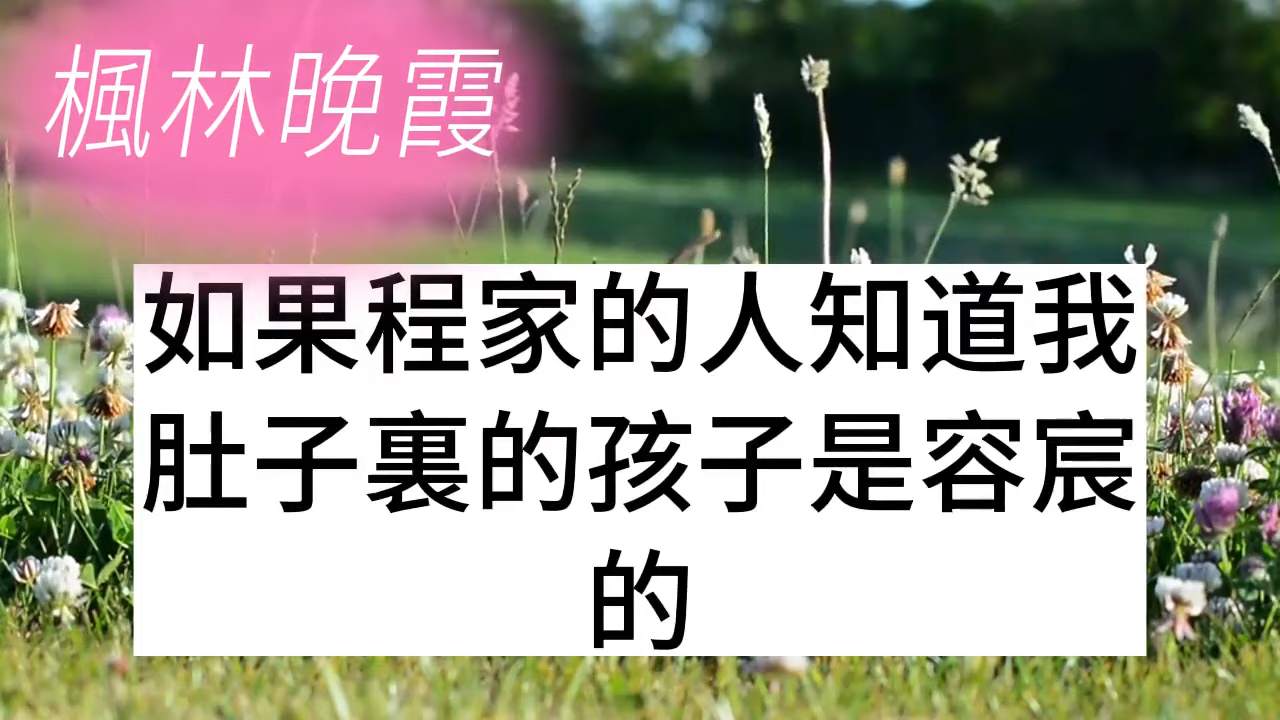 楓林晚霞
如果程家的人知道我
肚子裏的孩子是容宸
的